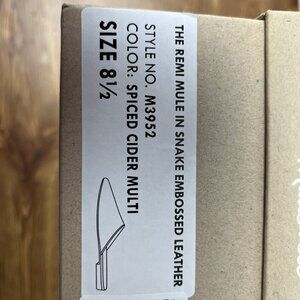 THE REMI MULE IN SNAKE EMBOSSED LEATHER
STYLE NO. M3952
COLOR: SPICED CIDER MULTI
SIZE 8½